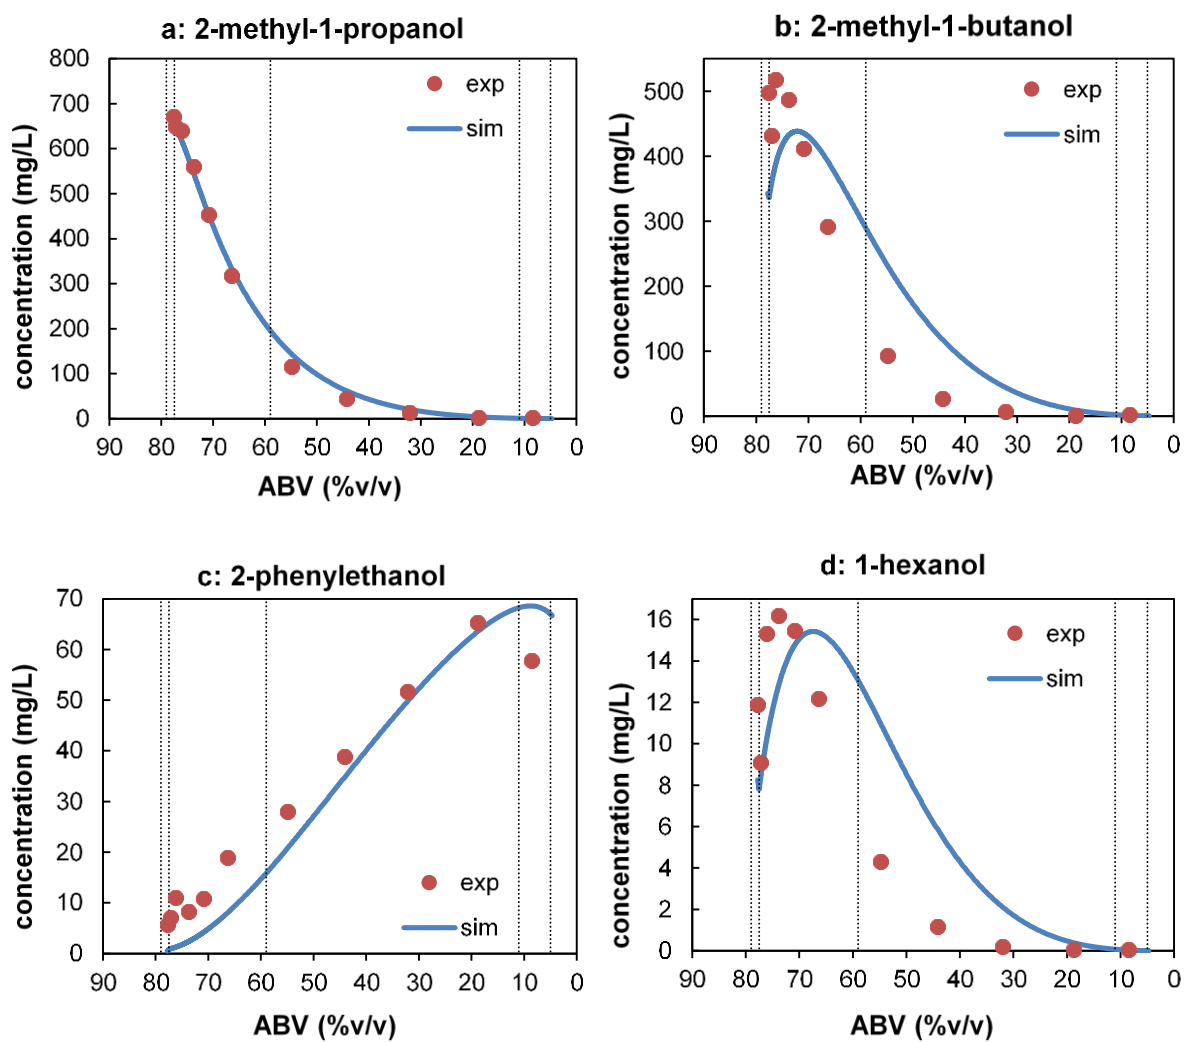 a: 2-methyl-1-propanol
800
700
600
500
400
300
200
100
0
concentration (mg/L)
exp
sim
90 80 70 60 50 40 30 20 10 0
ABV (%v/v)
b: 2-methyl-1-butanol
500
400
300
200
100
0
concentration (mg/L)
exp
sim
90 80 70 60 50 40 30 20 10 0
ABV (%v/v)
c: 2-phenylethanol
70
60
50
40
30
20
10
0
concentration (mg/L)
exp
sim
90 80 70 60 50 40 30 20 10 0
ABV (%v/v)
d: 1-hexanol
16
14
12
10
8
6
4
2
0
concentration (mg/L)
exp
sim
90 80 70 60 50 40 30 20 10 0
ABV (%v/v)